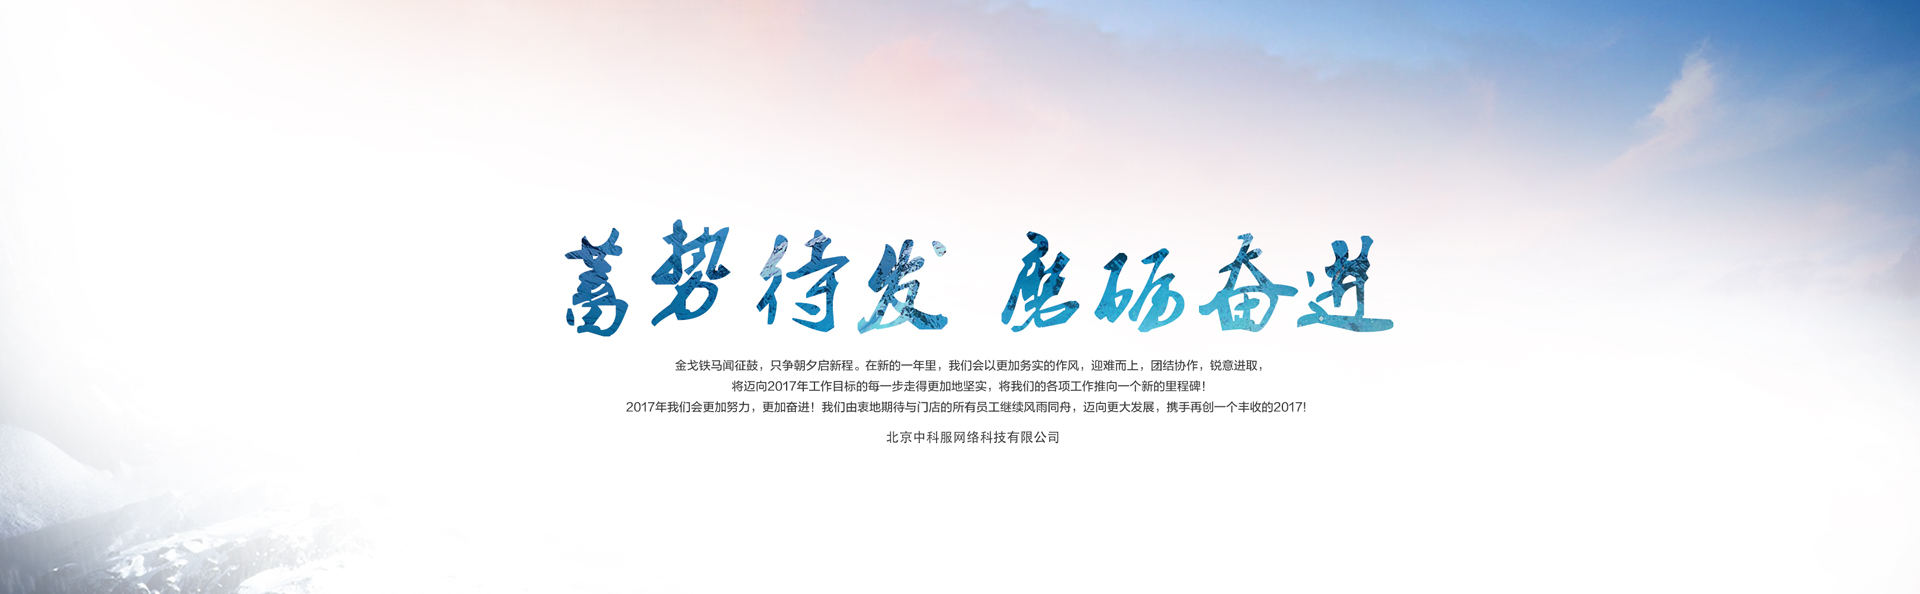 蓄势待发 磨砺奋进
金戈铁马闻征鼓，只争朝夕启新程。在新的一年里，我们会以更加务实的作风，迎难而上，团结协作，锐意进取，
将迈向2017年工作目标的每一步走得更加地坚实，将我们的各项工作推向一个新的里程碑！
2017年我们会更加努力，更加奋进！我们由衷地期待与门店的所有员工继续风雨同舟，迈向更大发展，携手再创一个丰收的2017！
北京中科服网络科技有限公司